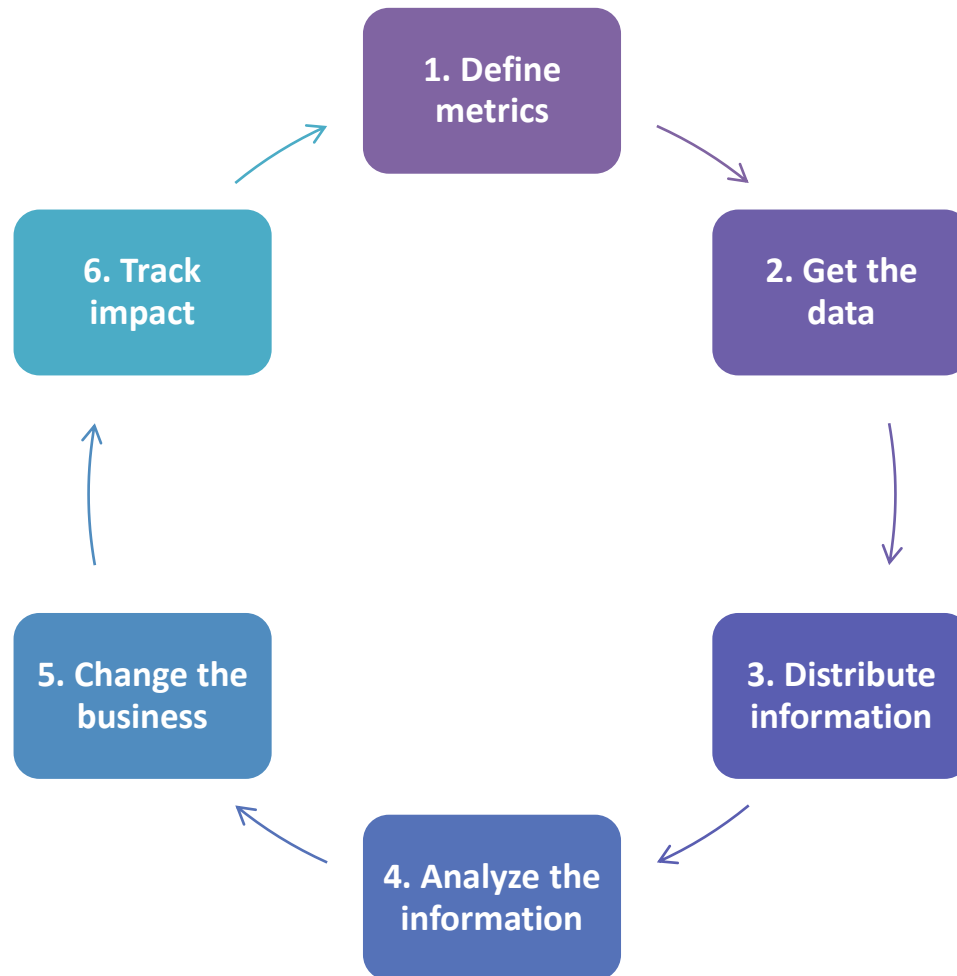 1. Define
metrics
2. Get the
data
3. Distribute
information
4. Analyze the
information
5. Change the
business
6. Track
impact